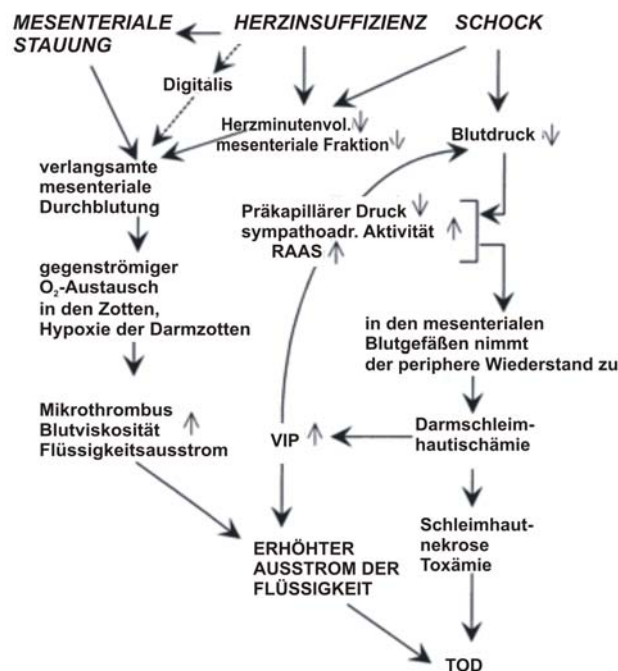 MESENTERIALE
STAUUNG
HERZINSUFFIZIENZ
SCHOCK
Digitalis
Herzminutenvol.
mesenteriale Fraktion
Blutdruck
verlangsamte
mesenteriale
Durchblutung
Präkapillärer Druck
sympathoadr. Aktivität
RAAS
gegenströmiger
O₂-Austausch
in den Zotten,
Hypoxie der Darmzotten
in den mesenterialen
Blutgefäßen nimmt
der periphere Wiederstand zu
Mikrothrombus
Blutviskosität
Flüssigkeitsausstrom
VIP
Darmschleim-
hautischämie
Schleimhaut-
nekrose
Toxämie
ERHÖHTER
AUSSTROM DER
FLÜSSIGKEIT
TOD